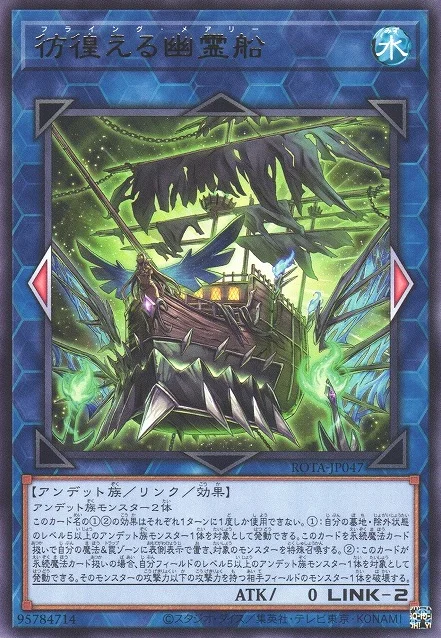 フライング・メアリー
彷徨える幽霊船
水
ROTA-JP047
【アンデット族／リンク／効果】
アンデット族モンスター2体
このカード名の①②の効果はそれぞれ1ターンに1度しか使用できない。①：自分の墓地・除外状態
のレベル5以上のアンデット族モンスター1体を対象として発動できる。このカードを永続魔法カード
扱いで自分の魔法&罠ゾーンに表側表示で置き、対象のモンスターを特殊召喚する。②：このカードが
永続魔法カード扱いの場合、自分フィールドのレベル5以上のアンデット族モンスター1体を対象として
発動できる。そのモンスターの攻撃力以下の攻撃力を持つ相手フィールドのモンスター1体を破壊する。
ATK/ 0 LINK-2
95784714
©スタジオ・ダイス/集英社・テレビ東京・KONAMI